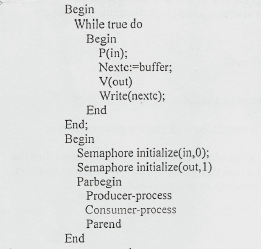 Begin
While true do
Begin
P(in);
Nextc:=buffer;
V(out)
Write(nextc);
End
End;
Begin
Semaphore initialize(in,0);
Semaphore initialize(out,1)
Parbegin
Producer-process
Consumer-process
Parend
End